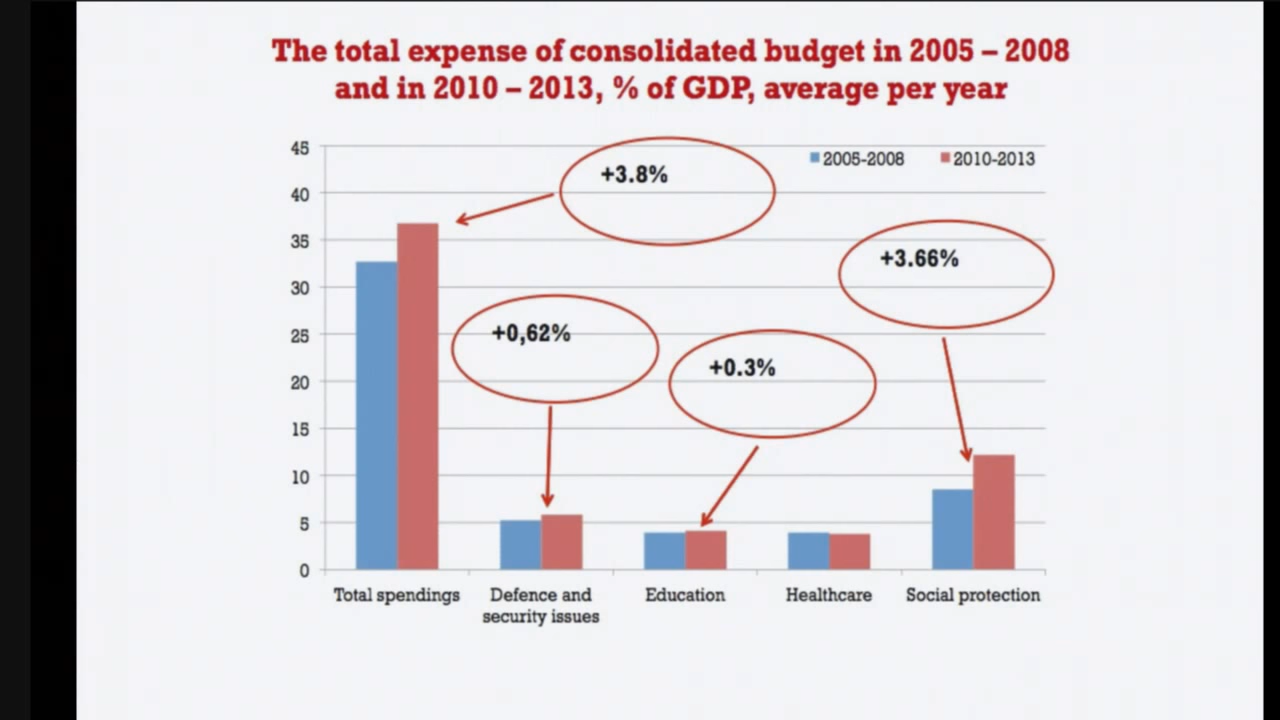 The total expense of consolidated budget in 2005 – 2008
and in 2010 – 2013, % of GDP, average per year
45
40
35
30
25
20
15
10
5
0
2005-2008
2010-2013
+3.8%
+3.66%
+0,62%
+0.3%
Total spendings
Defence and
security issues
Education
Healthcare
Social protection